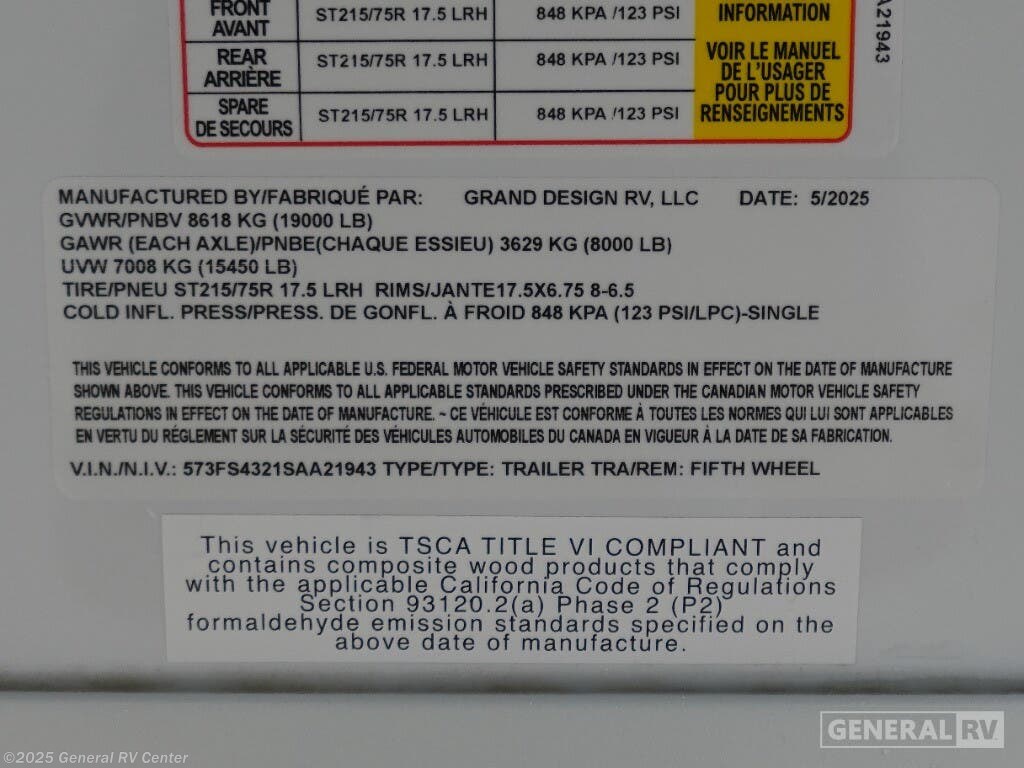 FRONT
AVANT
ST215/75R 17.5 LRH
848 KPA /123 PSI
REAR
ARRIÈRE
ST215/75R 17.5 LRH
848 KPA /123 PSI
SPARE
DE SECOURS
ST215/75R 17.5 LRH
848 KPA /123 PSI
INFORMATION
VOIR LE MANUEL
DE L'USAGER
POUR PLUS DE
RENSEIGNEMENTS
A21943
MANUFACTURED BY/FABRIQUÉ PAR: GRAND DESIGN RV, LLC DATE: 5/2025
GVWR/PNBV 8618 KG (19000 LB)
GAWR (EACH AXLE)/PNBE(CHAQUE ESSIEU) 3629 KG (8000 LB)
UVW 7008 KG (15450 LB)
TIRE/PNEU ST215/75R 17.5 LRH RIMS/JANTE17.5X6.75 8-6.5
COLD INFL. PRESS/PRESS. DE GONFL. À FROID 848 KPA (123 PSI/LPC)-SINGLE
THIS VEHICLE CONFORMS TO ALL APPLICABLE U.S. FEDERAL MOTOR VEHICLE SAFETY STANDARDS IN EFFECT ON THE DATE OF MANUFACTURE
SHOWN ABOVE. THIS VEHICLE CONFORMS TO ALL APPLICABLE STANDARDS PRESCRIBED UNDER THE CANADIAN MOTOR VEHICLE SAFETY
REGULATIONS IN EFFECT ON THE DATE OF MANUFACTURE. ~ CE VÉHICULE EST CONFORME À TOUTES LES NORMES QUI LUI SONT APPLICABLES
EN VERTU DU RÉGLEMENT SUR LA SÉCURITÉ DES VÉHICULES AUTOMOBILES DU CANADA EN VIGUEUR À LA DATE DE SA FABRICATION.
V.I.N./N.I.V.: 573FS4321SAA21943 TYPE/TYPE: TRAILER TRA/REM: FIFTH WHEEL
This vehicle is TSCA TITLE VI COMPLIANT and
contains composite wood products that comply
with the applicable California Code of Regulations
Section 93120.2(a) Phase 2 (P2)
formaldehyde emission standards specified on the
above date of manufacture.
GENERAL RV
©2025 General RV Center